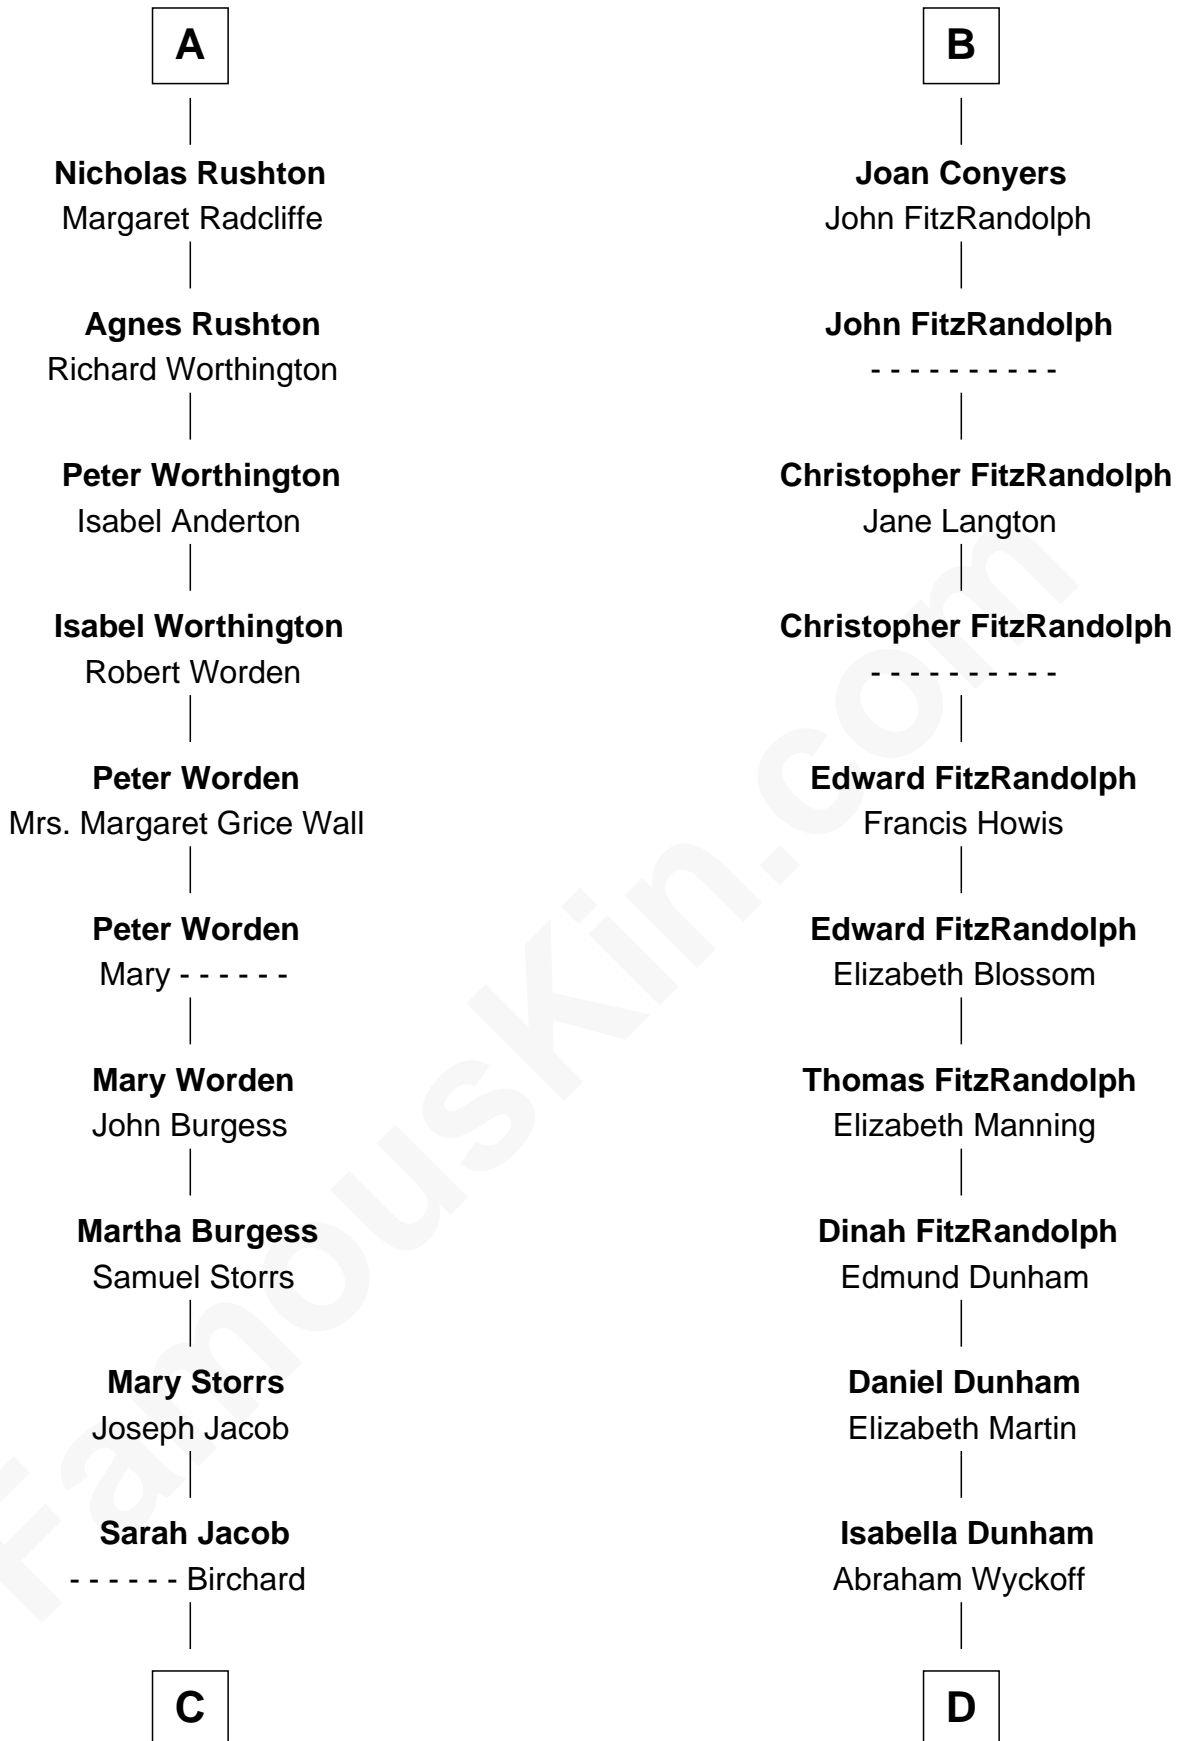 A
Nicholas Rushton
Margaret Radcliffe
Agnes Rushton
Richard Worthington
Peter Worthington
Isabel Anderton
Isabel Worthington
Robert Worden
Peter Worden
Mrs. Margaret Grice Wall
Peter Worden
Mary - - - - - -
Mary Worden
John Burgess
Martha Burgess
Samuel Storrs
Mary Storrs
Joseph Jacob
Sarah Jacob
- - - - - - Birchard
C
B
Joan Conyers
John FitzRandolph
John FitzRandolph
- - - - - - - - - -
Christopher FitzRandolph
Jane Langton
Christopher FitzRandolph
- - - - - - - - - -
Edward FitzRandolph
Francis Howis
Edward FitzRandolph
Elizabeth Blossom
Thomas FitzRandolph
Elizabeth Manning
Dinah FitzRandolph
Edmund Dunham
Daniel Dunham
Elizabeth Martin
Isabella Dunham
Abraham Wyckoff
D
FamousKin.com